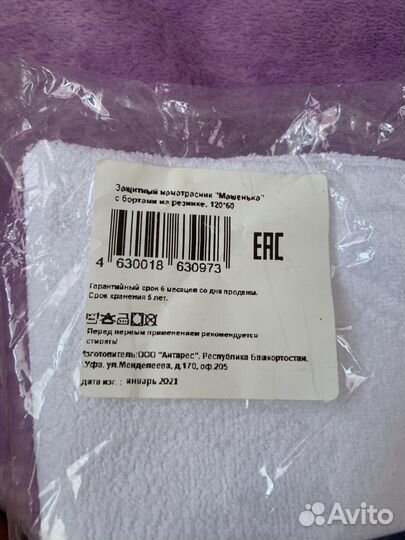 Защитный наматрасник "Машенька"
с бортами на резинке, 120*60
EAC
4 630018 630973
Гарантийный срок 6 месяцев со дня продажи.
Срок хранения 5 лет.
Перед первым применением рекомендуется
стирать!
Изготовитель:ООО "Антарес", Республика Башкортостан,
г.Уфа, ул.Менделеева, д.170, оф.205
дата изг. : январь 2021
Avito